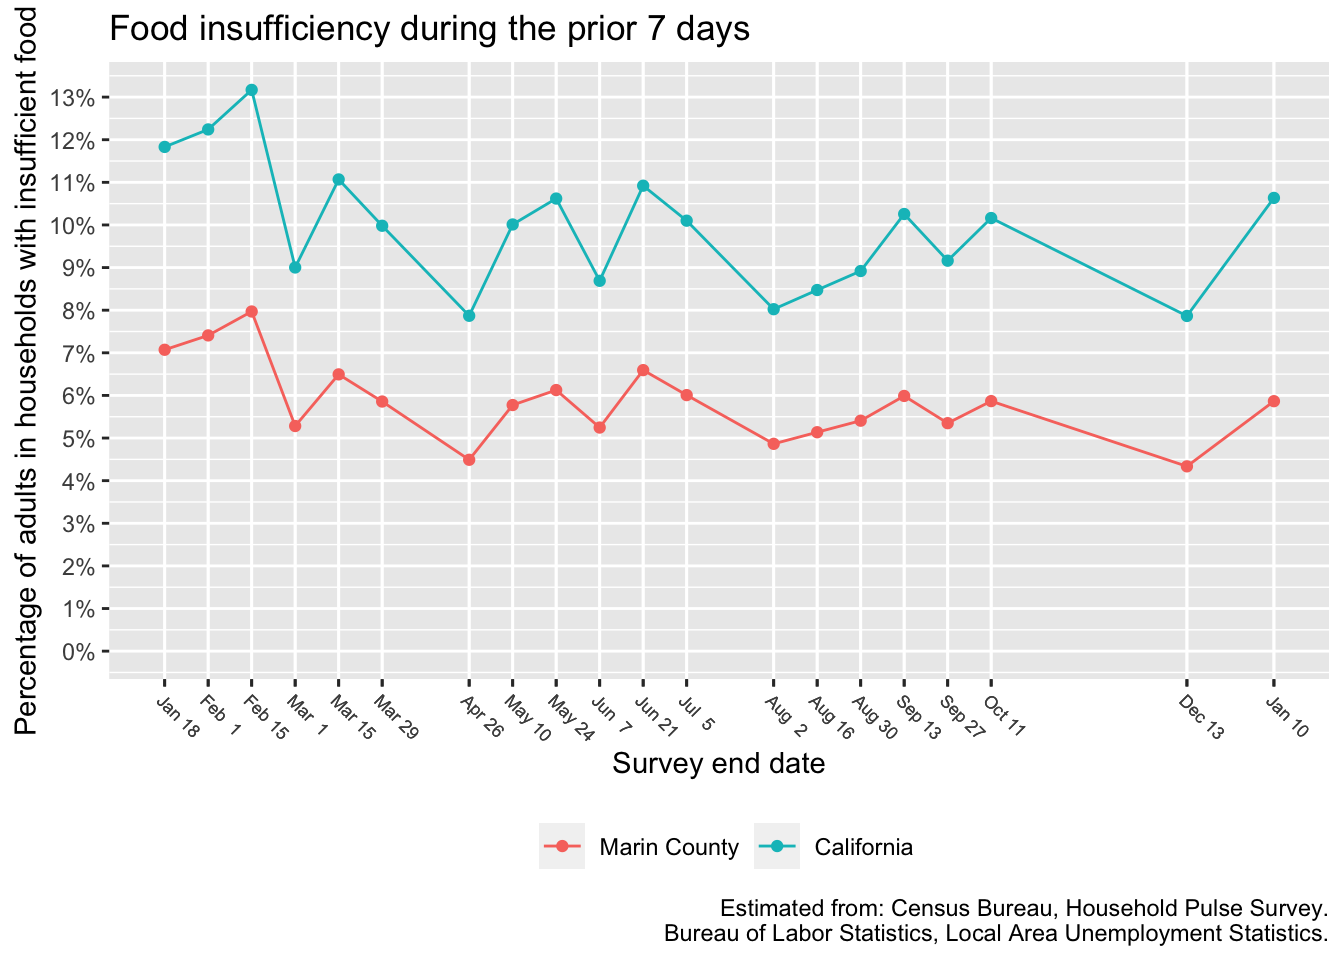 Food insufficiency during the prior 7 days
Percentage of adults in households with insufficient food
13%
12%
11%
10%
9%
8%
7%
6%
5%
4%
3%
2%
1%
0%
Jan 18
Feb 1
Feb 15
Mar 1
Mar 15
Mar 29
Apr 26
May 10
May 24
Jun 7
Jun 21
Jul 5
Aug 2
Aug 16
Aug 30
Sep 13
Sep 27
Oct 11
Dec 13
Jan 10
Survey end date
Marin County
California
Estimated from: Census Bureau, Household Pulse Survey.
Bureau of Labor Statistics, Local Area Unemployment Statistics.